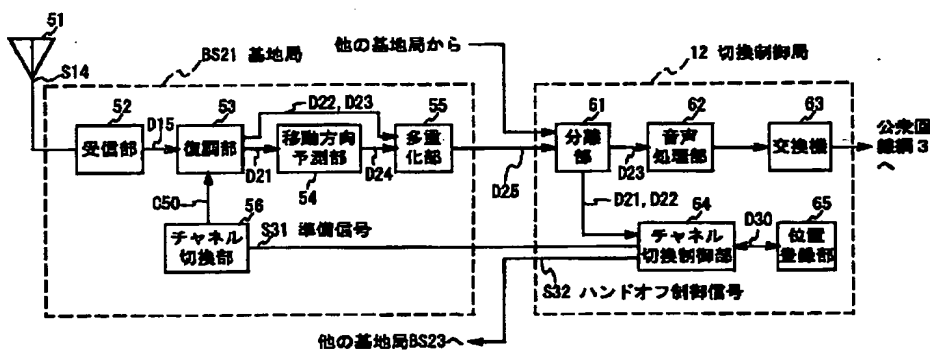 51
S14
BS21 基地局
他の基地局から
12 切換制御局
52
受信部
D15
53
復調部
D22, D23
D21
移動方向
予測部
54
D24
55
多重
化部
D25
61
分離
部
D23
62
音声
処理部
63
交換機
公衆回
線網3
へ
C50
56
チャネル
切換部
S31 準備信号
D21, D22
64
チャネル
切換制御部
D30
65
位置
登録部
S32 ハンドオフ制御信号
他の基地局BS23へ